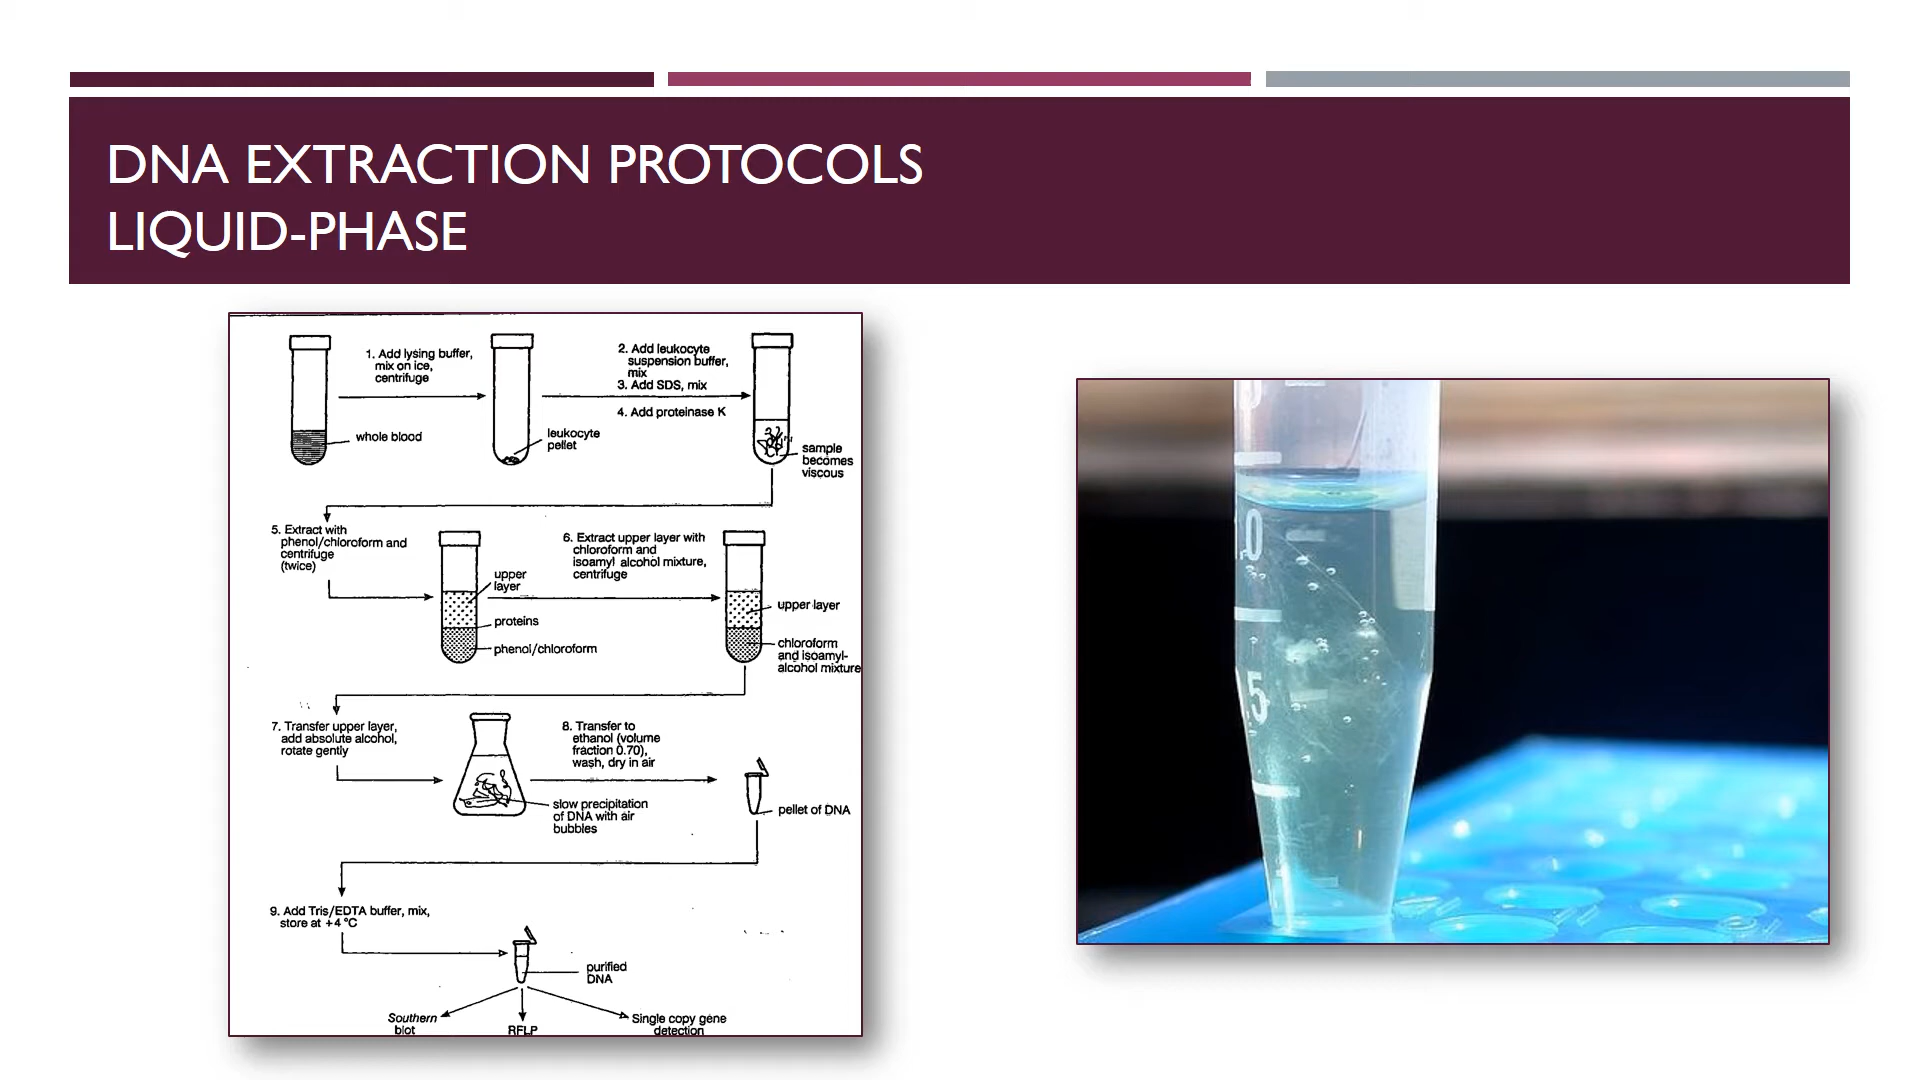 DNA EXTRACTION PROTOCOLS
LIQUID-PHASE
1. Add lysing buffer,
mix on ice,
centrifuge
whole blood
leukocyte
pellet
2. Add leukocyte
suspension buffer,
mix
3. Add SDS, mix
4. Add proteinase K
sample
becomes
viscous
5. Extract with
phenol/chloroform and
centrifuge
(twice)
upper
layer
proteins
phenol/chloroform
6. Extract upper layer with
chloroform and
isoamyl alcohol mixture,
centrifuge
upper layer
chloroform
and isoamyl-
alcohol mixture
7. Transfer upper layer,
add absolute alcohol,
rotate gently
slow precipitation
of DNA with air
bubbles
8. Transfer to
ethanol (volume
fraction 0.70),
wash, dry in air
pellet of DNA
9. Add Tris/EDTA buffer, mix,
store at +4 °C
purified
DNA
Southern
blot
RFLP
Single copy gene
detection
.5